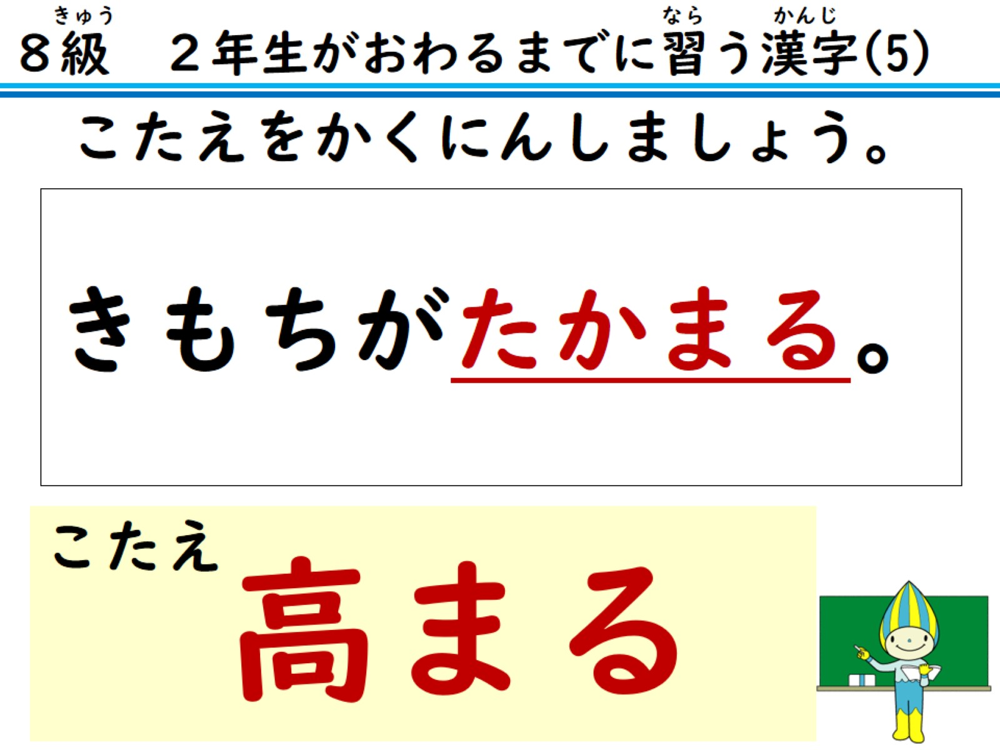 きゅう なら かんじ
８級　２年生がおわるまでに習う漢字(5)
こたえをかくにんしましょう。
きもちがたかまる。
こたえ
高まる